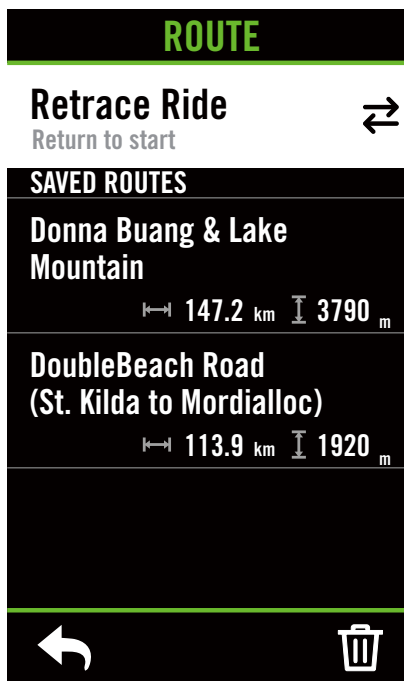 ROUTE
Retrace Ride
Return to start
SAVED ROUTES
Donna Buang & Lake
Mountain
147.2 km 3790 m
DoubleBeach Road
(St. Kilda to Mordialloc)
113.9 km 1920 m